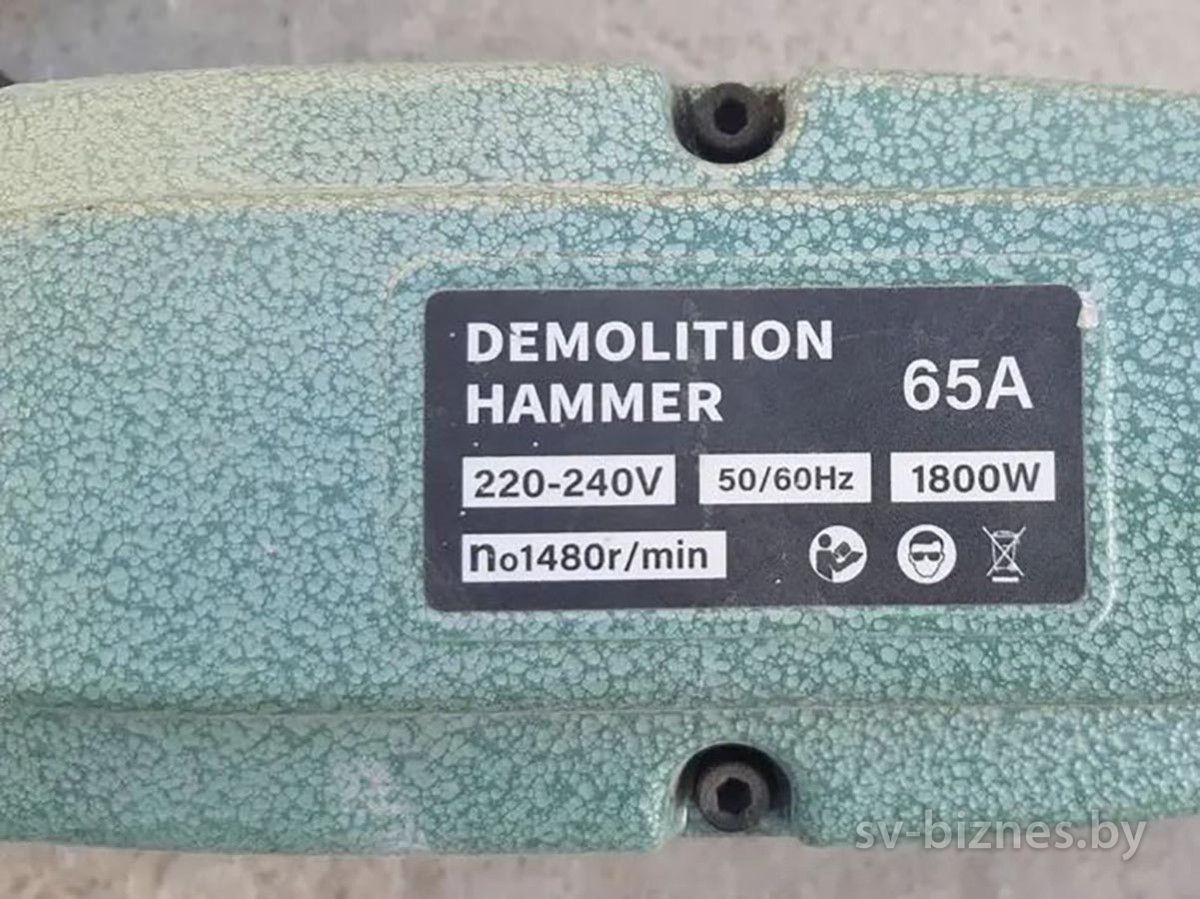 DEMOLITION
HAMMER
65A
220-240V 50/60Hz 1800W
no1480r/min
sv-biznes.by